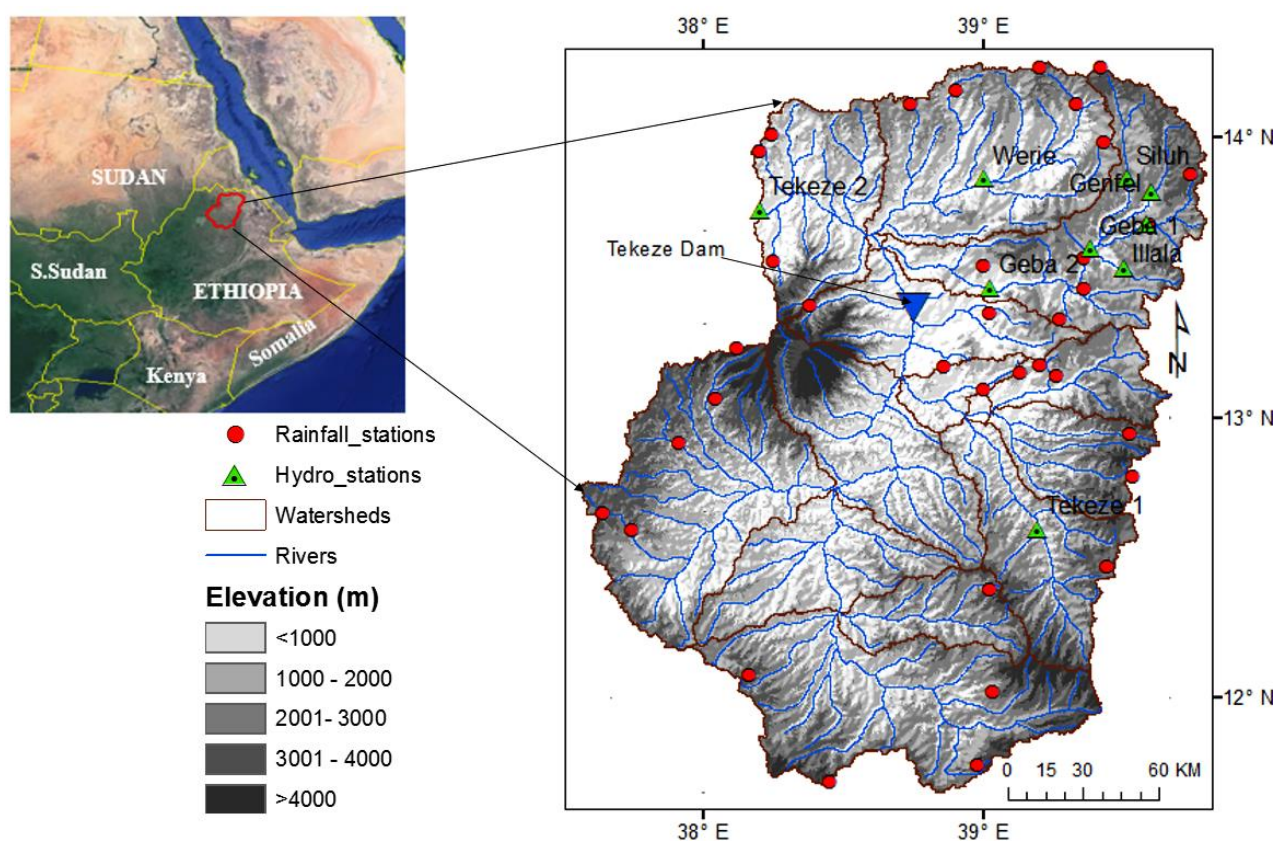 38° E 39° E
SUDAN
S.Sudan
ETHIOPIA
Somalia
Kenya
Rainfall_stations
Hydro_stations
Watersheds
Rivers
Elevation (m)
<1000
1000 - 2000
2001- 3000
3001 - 4000
>4000
14° N
Werie
Siluh
Genfel
Tekeze 2
Geba 1
Tekeze Dam
Illala
Geba 2
N
13° N
Tekeze 1
12° N
0 15 30 60 KM
38° E 39° E